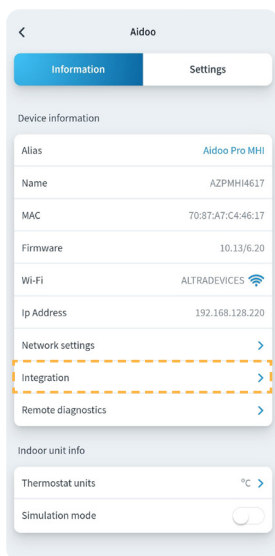 Aidoo
Information Settings
Device information
Alias Aidoo Pro MHI
Name AZPMHI4617
MAC 70:87:A7:C4:46:17
Firmware 10.13/6.20
Wi-Fi ALTRADEVICES
Ip Address 192.168.128.220
Network settings
Integration
Remote diagnostics
Indoor unit info
Thermostat units °C
Simulation mode